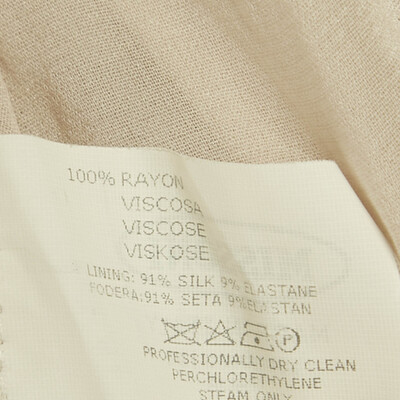 100% RAYON
VISCOSA
VISCOSE
VISKOSE
LINING: 91% SILK 9% ELASTANE
FODERA:91% SETA 9%ELASTAN
P
PROFESSIONALLY DRY CLEAN
PERCHLORETHYLENE
STEAM ONLY